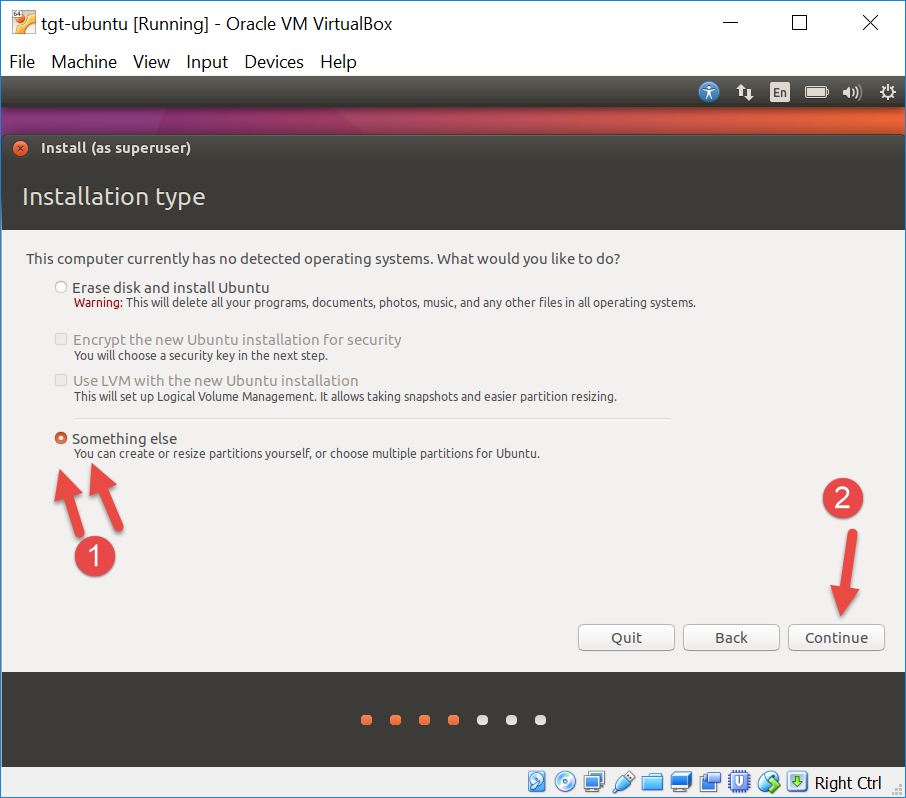 tgt-ubuntu [Running] - Oracle VM VirtualBox
File Machine View Input Devices Help
En
Install (as superuser)
Installation type
This computer currently has no detected operating systems. What would you like to do?
Erase disk and install Ubuntu
Warning: This will delete all your programs, documents, photos, music, and any other files in all operating systems.
Encrypt the new Ubuntu installation for security
You will choose a security key in the next step.
Use LVM with the new Ubuntu installation
This will set up Logical Volume Management. It allows taking snapshots and easier partition resizing.
Something else
You can create or resize partitions yourself, or choose multiple partitions for Ubuntu.
2
1
Quit Back Continue
Right Ctrl